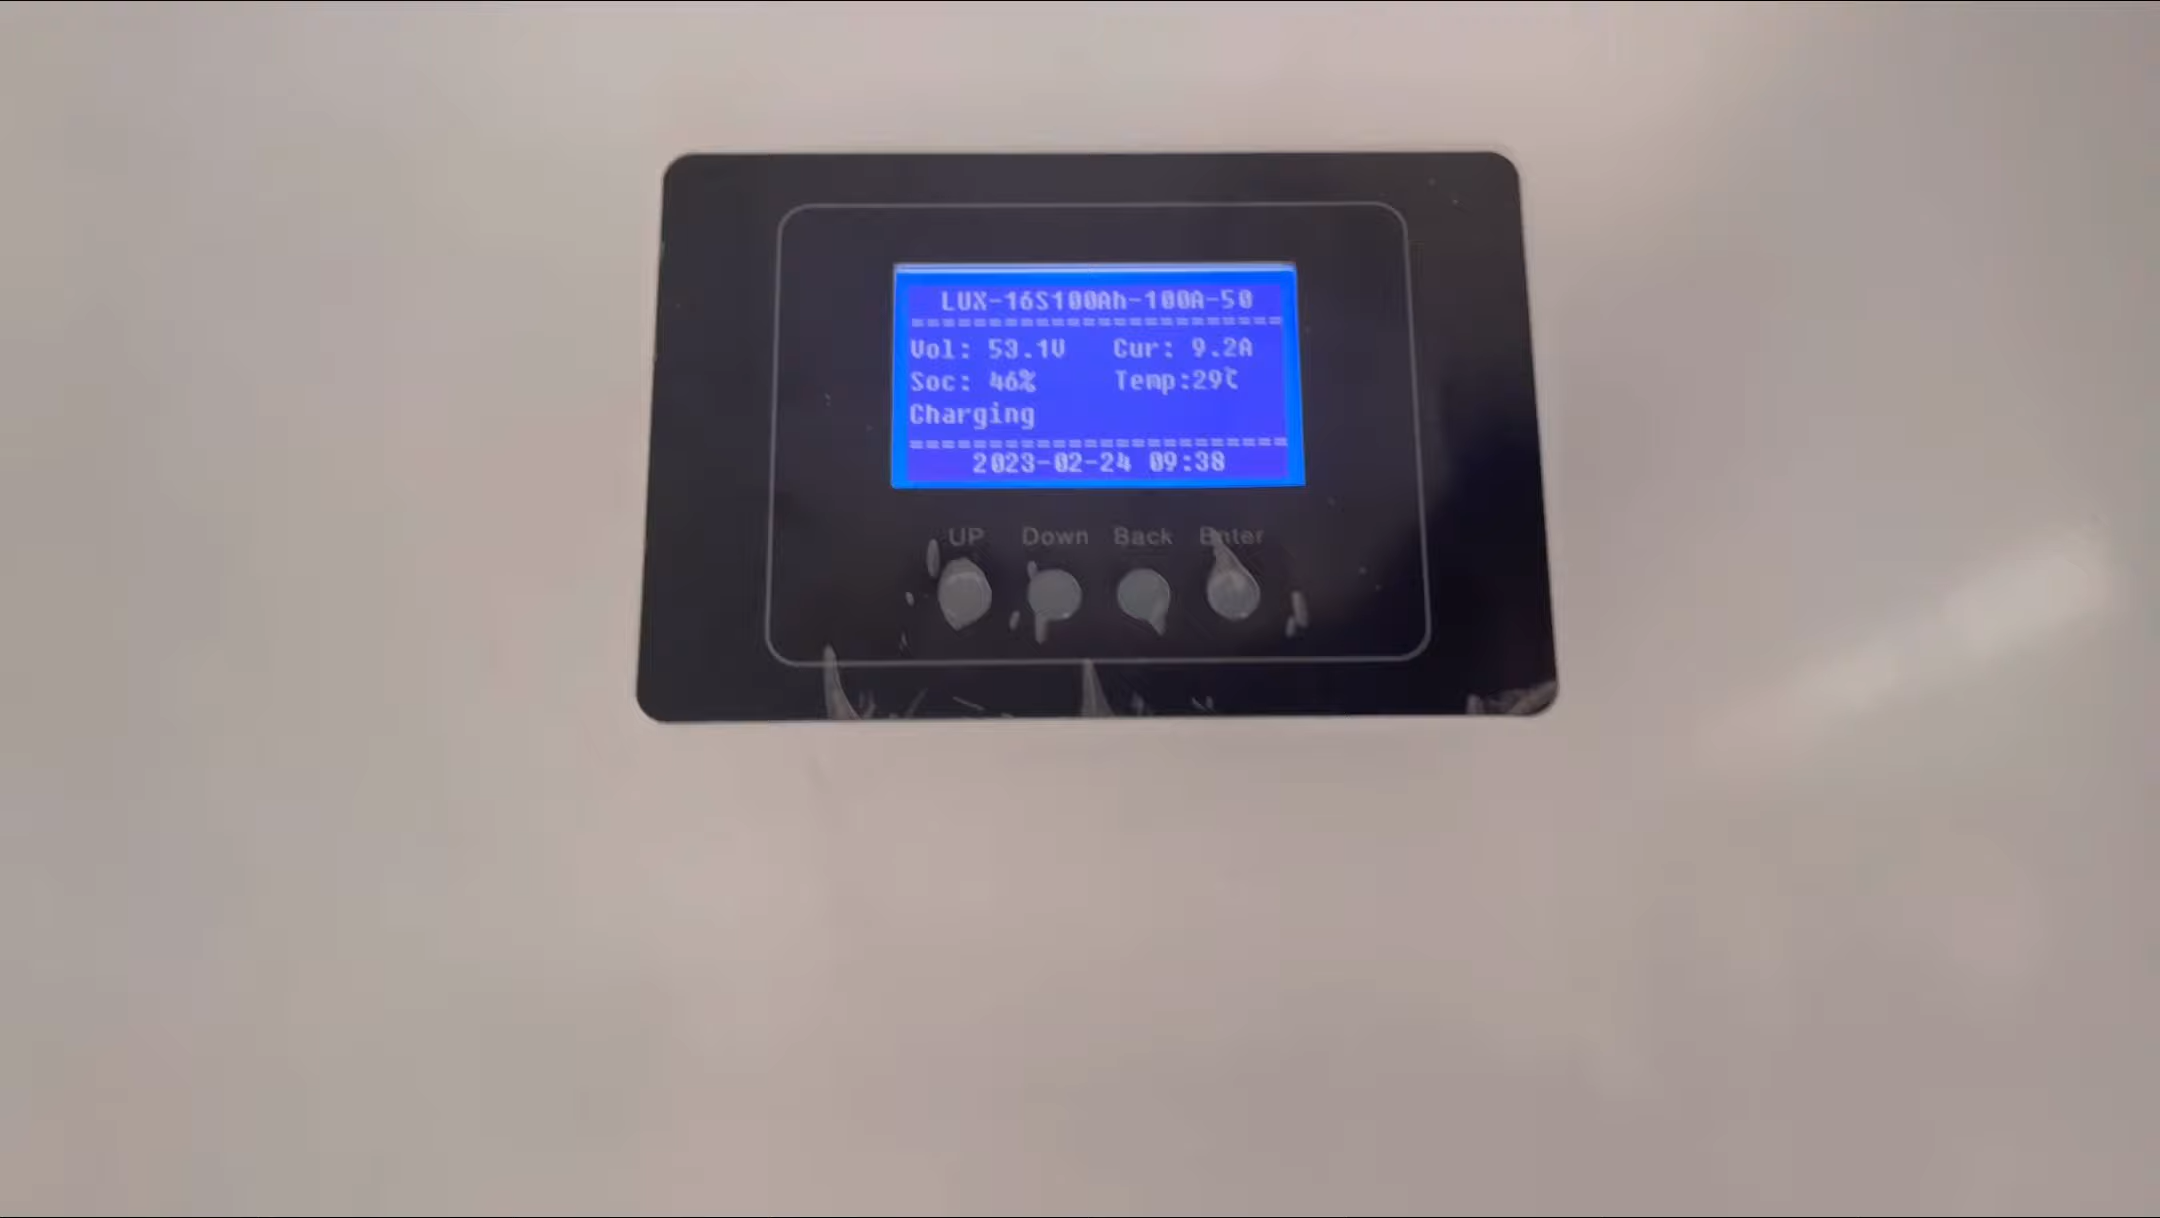 LUX-16S100Ah-100A-50
========================
Vol: 53.1V Cur: 9.2A
Soc: 46% Temp:29℃
Charging
========================
2023-02-24 09:38
UP Down Back Enter